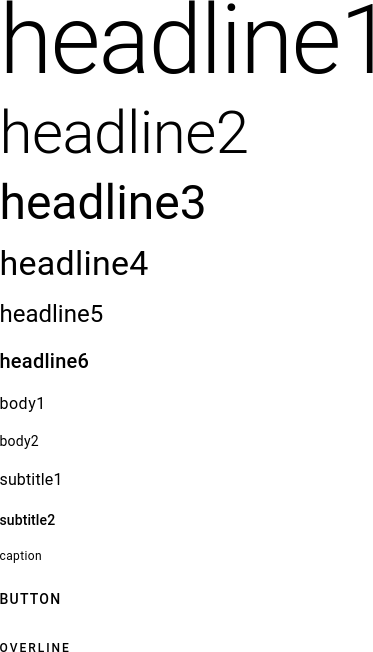 headline1
headline2
headline3
headline4
headline5
headline6
body1
body2
subtitle1
subtitle2
caption
BUTTON
OVERLINE